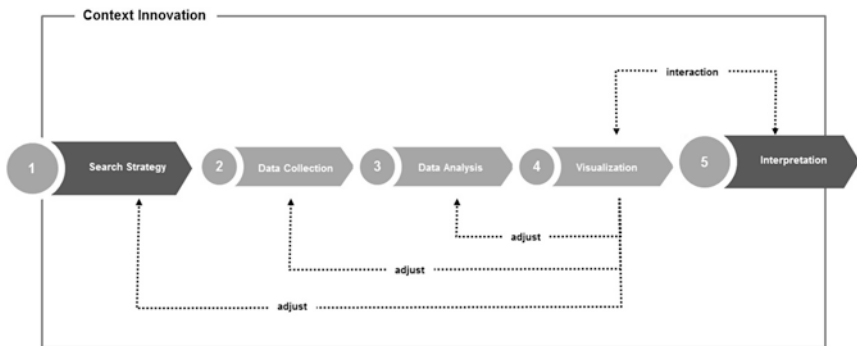 Context Innovation
interaction
1
Search Strategy
2
Data Collection
3
Data Analysis
4
Visualization
5
Interpretation
adjust
adjust
adjust